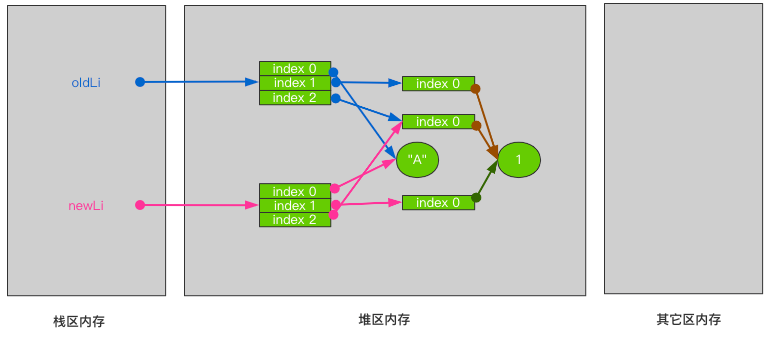 oldLi
index 0
index 1
index 2
index 0
index 0
"A"
1
newLi
index 0
index 1
index 2
index 0
栈区内存
堆区内存
其它区内存